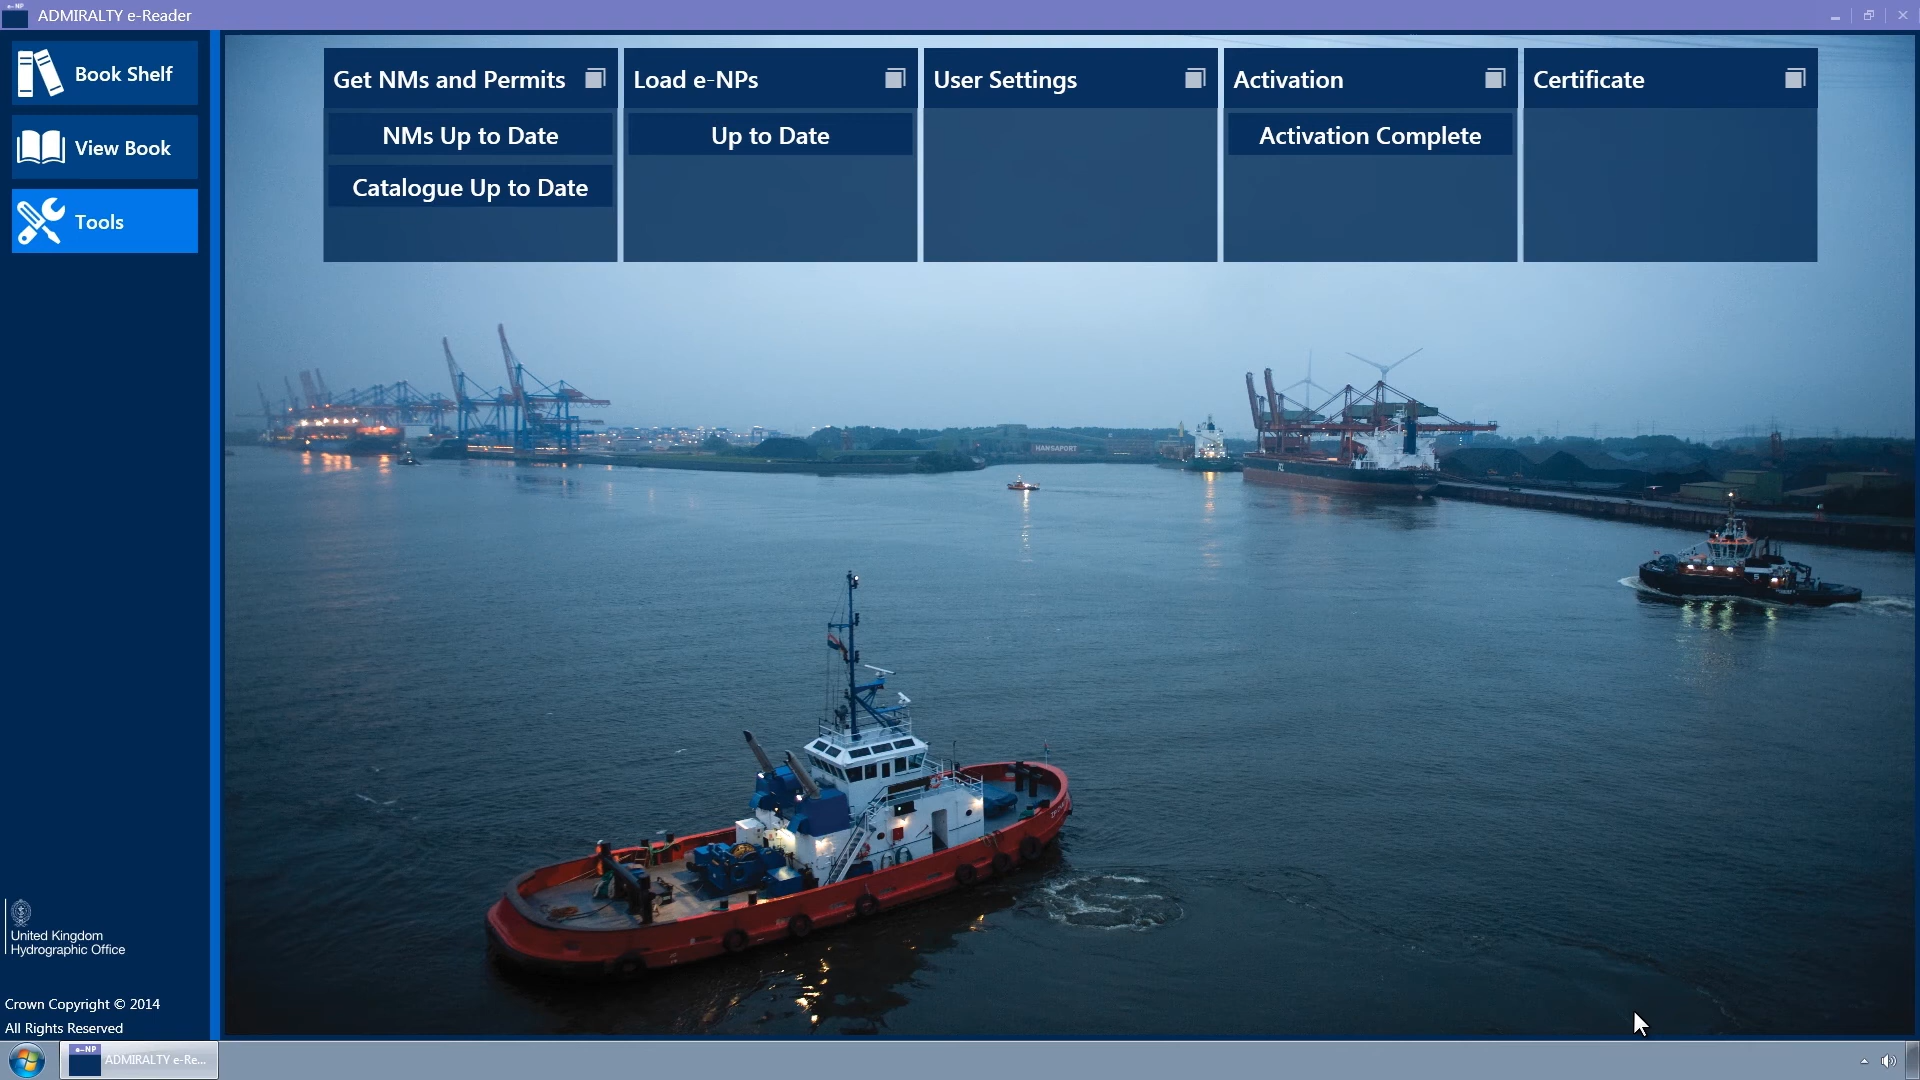 e-NP
ADMIRALTY e-Reader
Book Shelf
View Book
Tools
Get NMs and Permits
NMs Up to Date
Catalogue Up to Date
Load e-NPs
Up to Date
User Settings
Activation
Activation Complete
Certificate
HANSAPORT
United Kingdom
Hydrographic Office
Crown Copyright © 2014
All Rights Reserved
e-NP
ADMIRALTY e-Re...